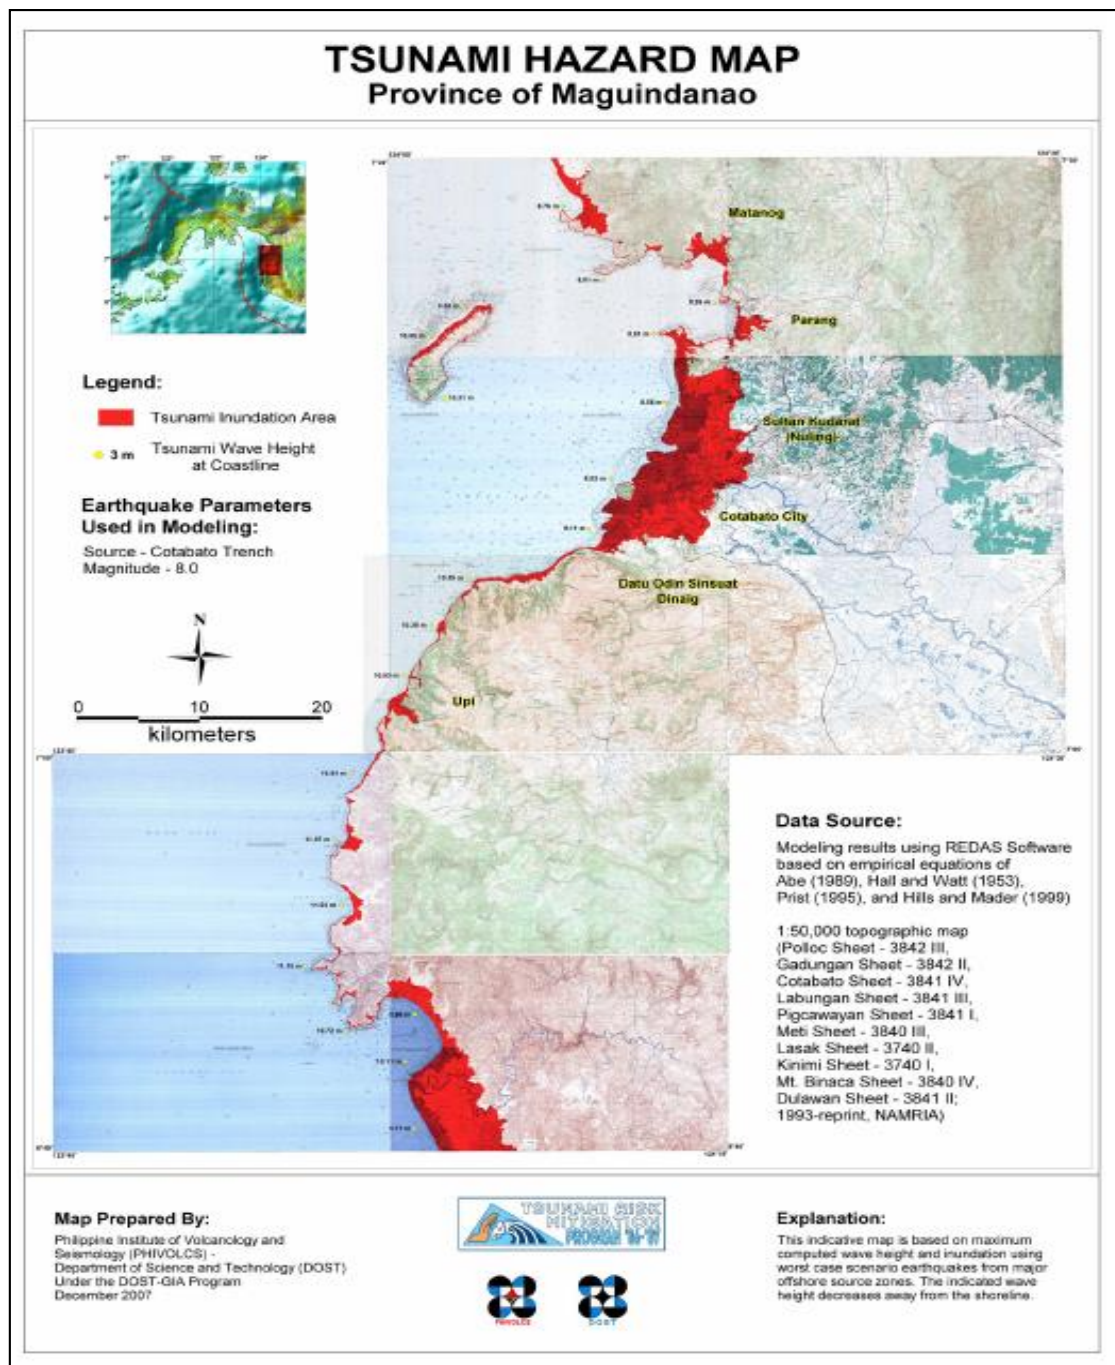 TSUNAMI HAZARD MAP
Province of Maguindanao
Matanog
Parang
Sultan Kudarat
(Nuling)
Cotabato City
Datu Odin Sinsuat
Dinaig
Upi
Legend:
Tsunami Inundation Area
3 m
Tsunami Wave Height
at Coastline
Earthquake Parameters
Used in Modeling:
Source - Cotabato Trench
Magnitude - 8.0
N
0 10 20
kilometers
Data Source:
Modeling results using REDAS Software
based on empirical equations of
Abe (1989), Hall and Watt (1953),
Prist (1995), and Hills and Mader (1999)
1:50,000 topographic map
(Polloc Sheet - 3842 III,
Gadungan Sheet - 3842 II,
Cotabato Sheet - 3841 IV,
Labungan Sheet - 3841 III,
Pigcawayan Sheet - 3841 I,
Meti Sheet - 3840 III,
Lasak Sheet - 3740 II,
Kinimi Sheet - 3740 I,
Mt. Binaca Sheet - 3840 IV,
Dulawan Sheet - 3841 II;
1993-reprint, NAMRIA)
Map Prepared By:
Philippine Institute of Volcanology and
Seismology (PHIVOLCS) -
Department of Science and Technology (DOST)
Under the DOST-GIA Program
December 2007
TSUNAMI RISK
MITIGATION
PROGRAM
PHIVOLCS
DOST
Explanation:
This indicative map is based on maximum
computed wave height and inundation using
worst case scenario earthquakes from major
offshore source zones. The indicated wave
height decreases away from the shoreline.